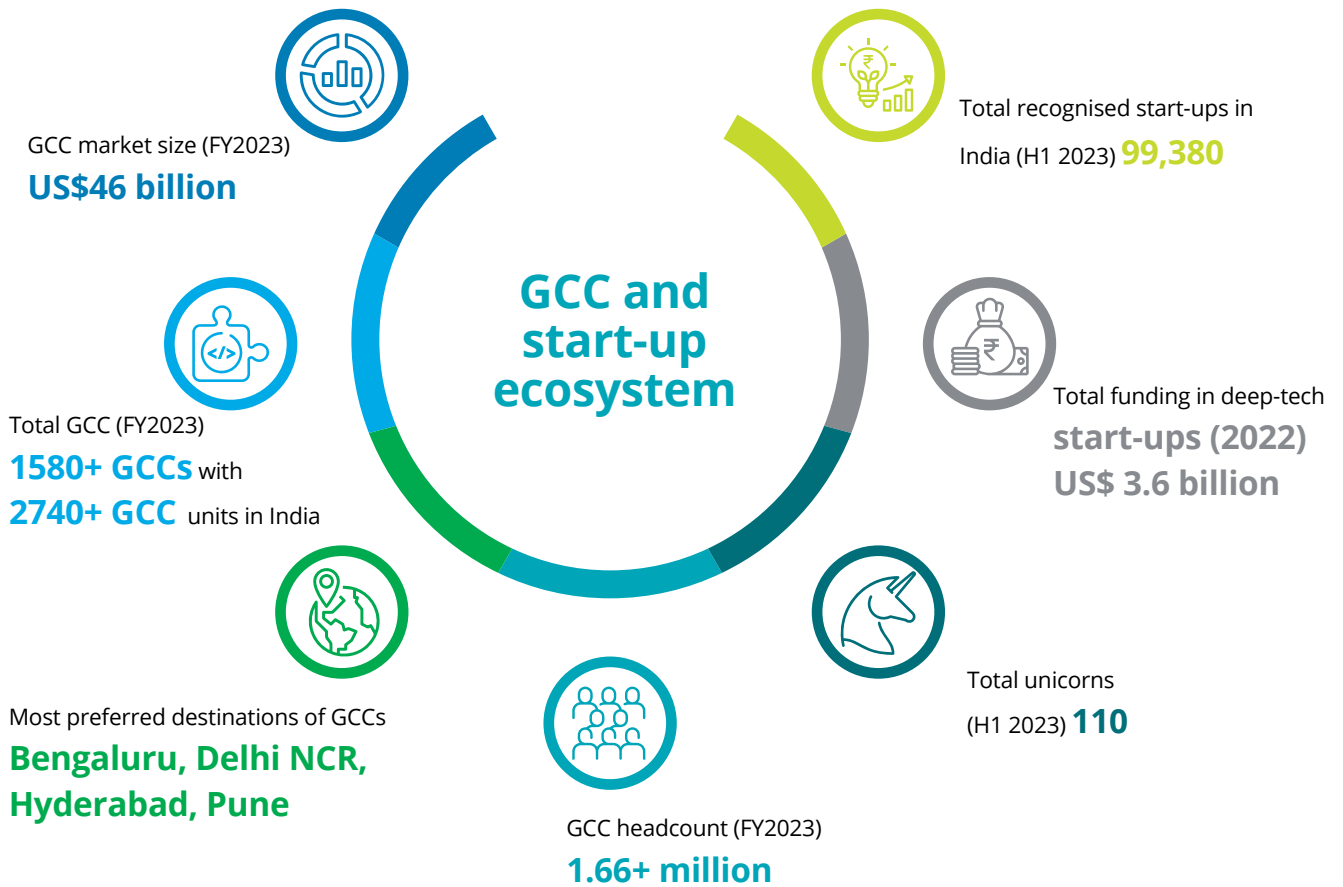 GCC and
start-up
ecosystem
GCC market size (FY2023)
US$46 billion
Total GCC (FY2023)
1580+ GCCs with
2740+ GCC units in India
Most preferred destinations of GCCs
Bengaluru, Delhi NCR,
Hyderabad, Pune
GCC headcount (FY2023)
1.66+ million
Total unicorns
(H1 2023) 110
Total funding in deep-tech
start-ups (2022)
US$ 3.6 billion
Total recognised start-ups in
India (H1 2023) 99,380
₹
₹
</>